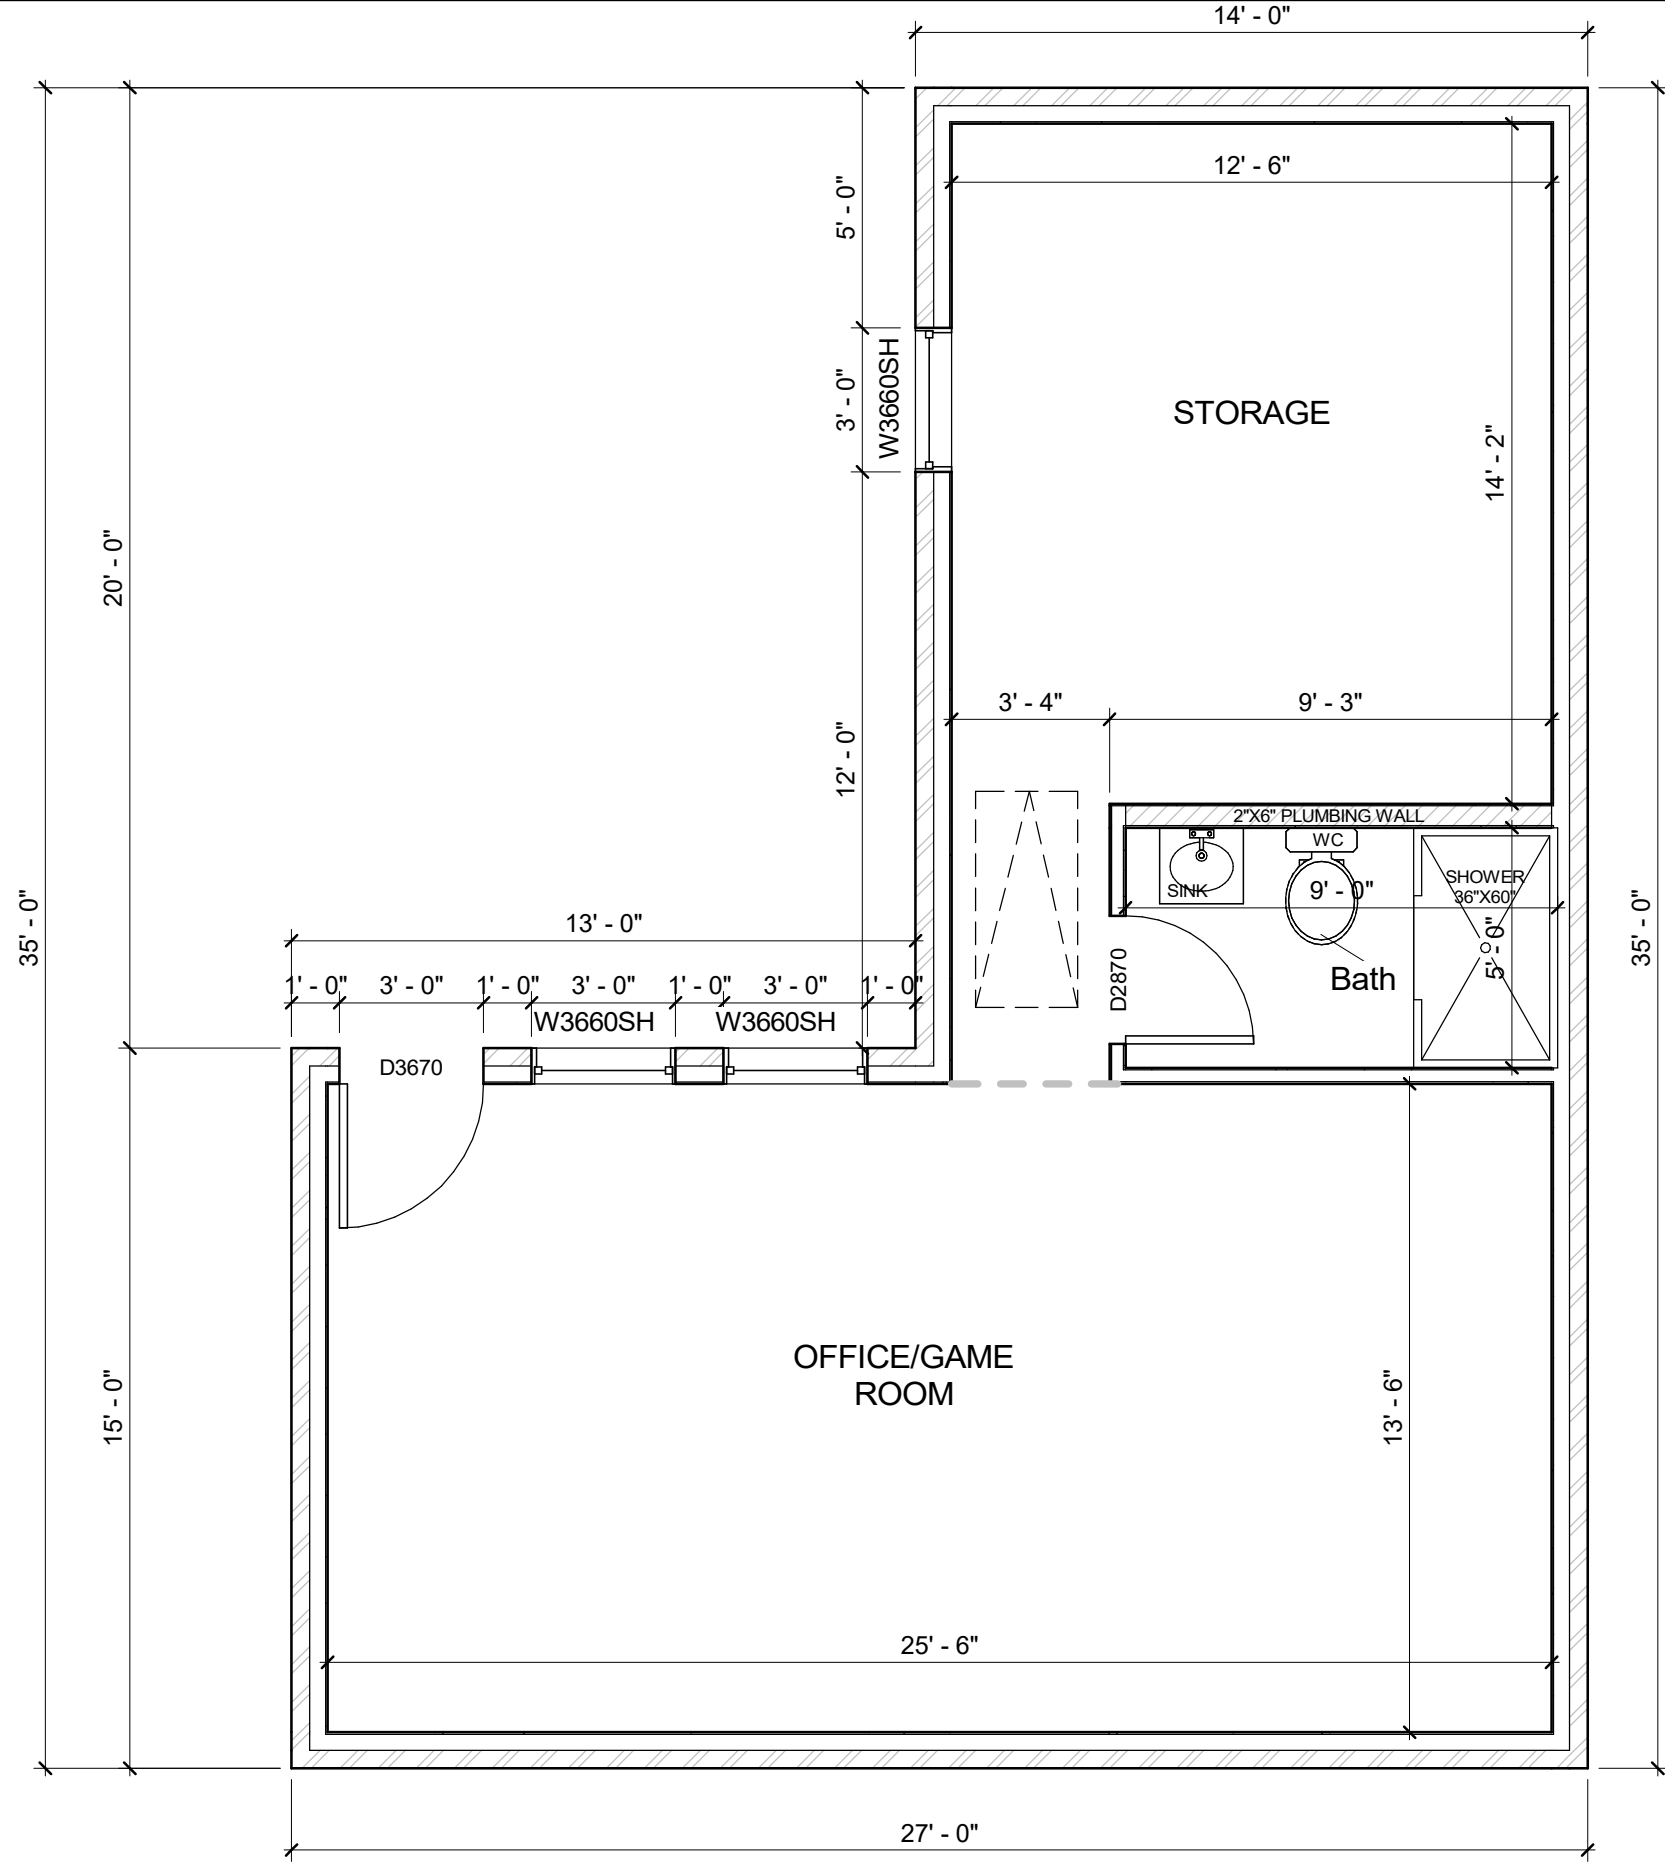 14' - 0"
12' - 6"
5' - 0"
3' - 0"
W3660SH
STORAGE
14' - 2"
20' - 0"
3' - 4"
9' - 3"
12' - 0"
2"X6" PLUMBING WALL
WC
SINK
9' - 0"
SHOWER
36"X60"
5' - 0"
Bath
D2870
35' - 0"
35' - 0"
13' - 0"
1' - 0"
3' - 0"
1' - 0"
3' - 0"
1' - 0"
3' - 0"
1' - 0"
W3660SH
W3660SH
D3670
OFFICE/GAME
ROOM
15' - 0"
13' - 6"
25' - 6"
27' - 0"